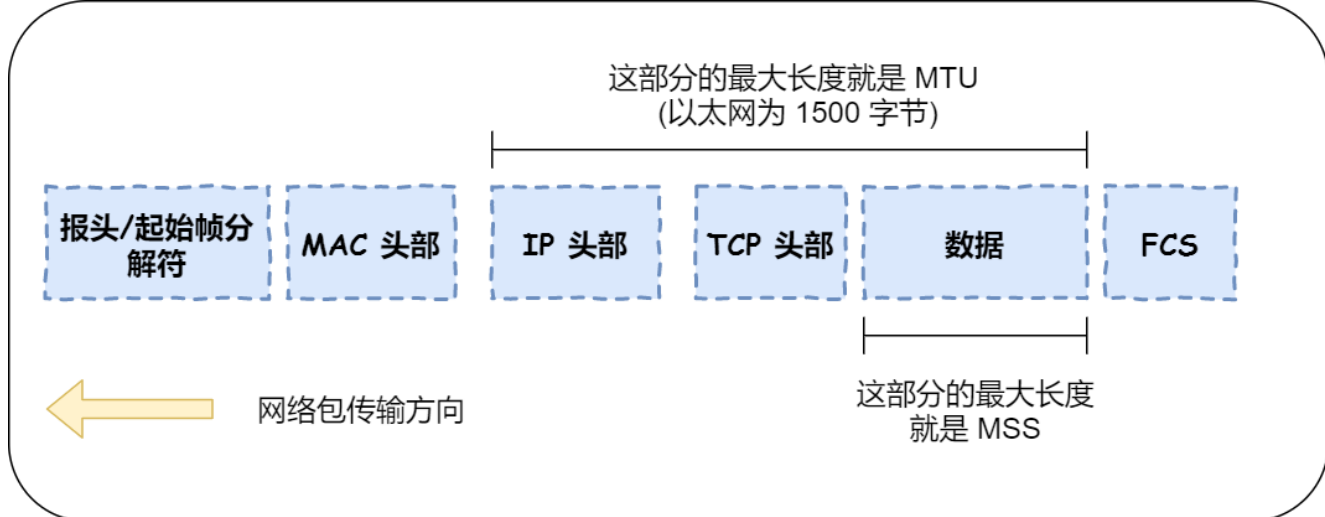 这部分的最大长度就是 MTU
(以太网为 1500 字节)
报头/起始帧分
解符
MAC 头部
IP 头部
TCP 头部
数据
FCS
网络包传输方向
这部分的最大长度
就是 MSS